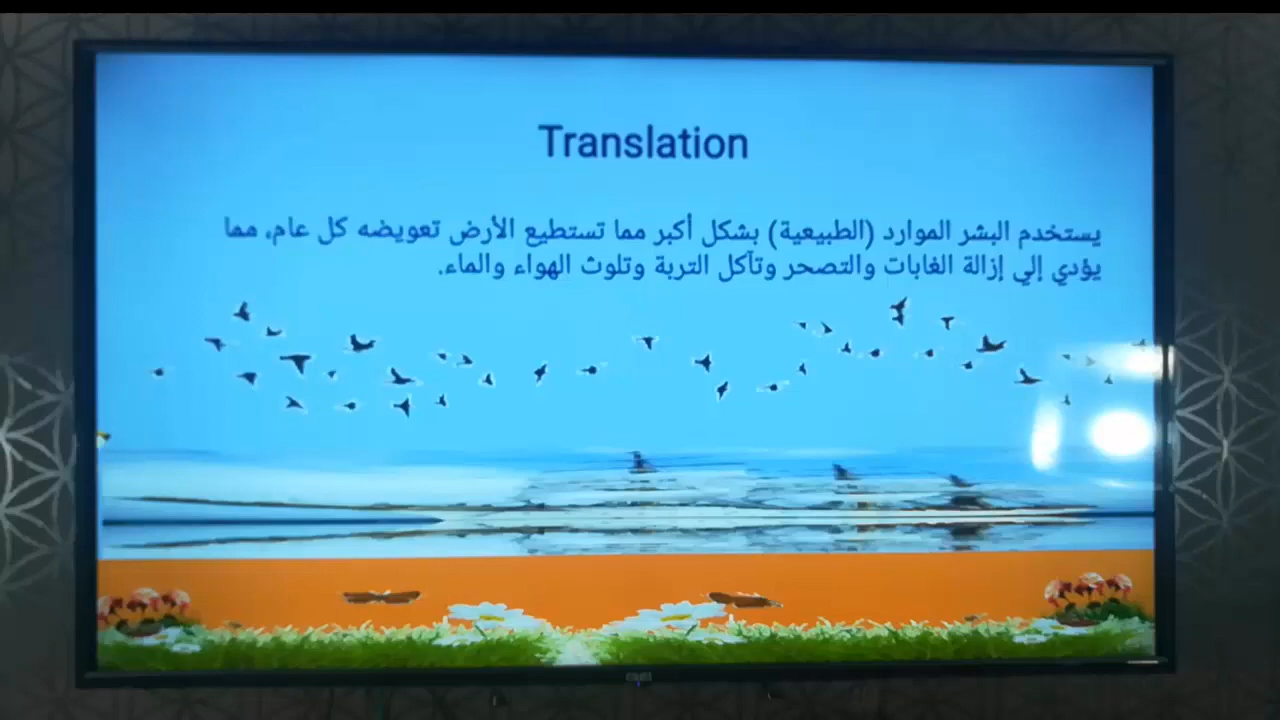 Translation
يستخدم البشر الموارد (الطبيعية) بشكل أكبر مما تستطيع الأرض تعويضه كل عام، مما
يؤدي إلي إزالة الغابات والتصحر وتآكل التربة وتلوث الهواء والماء.